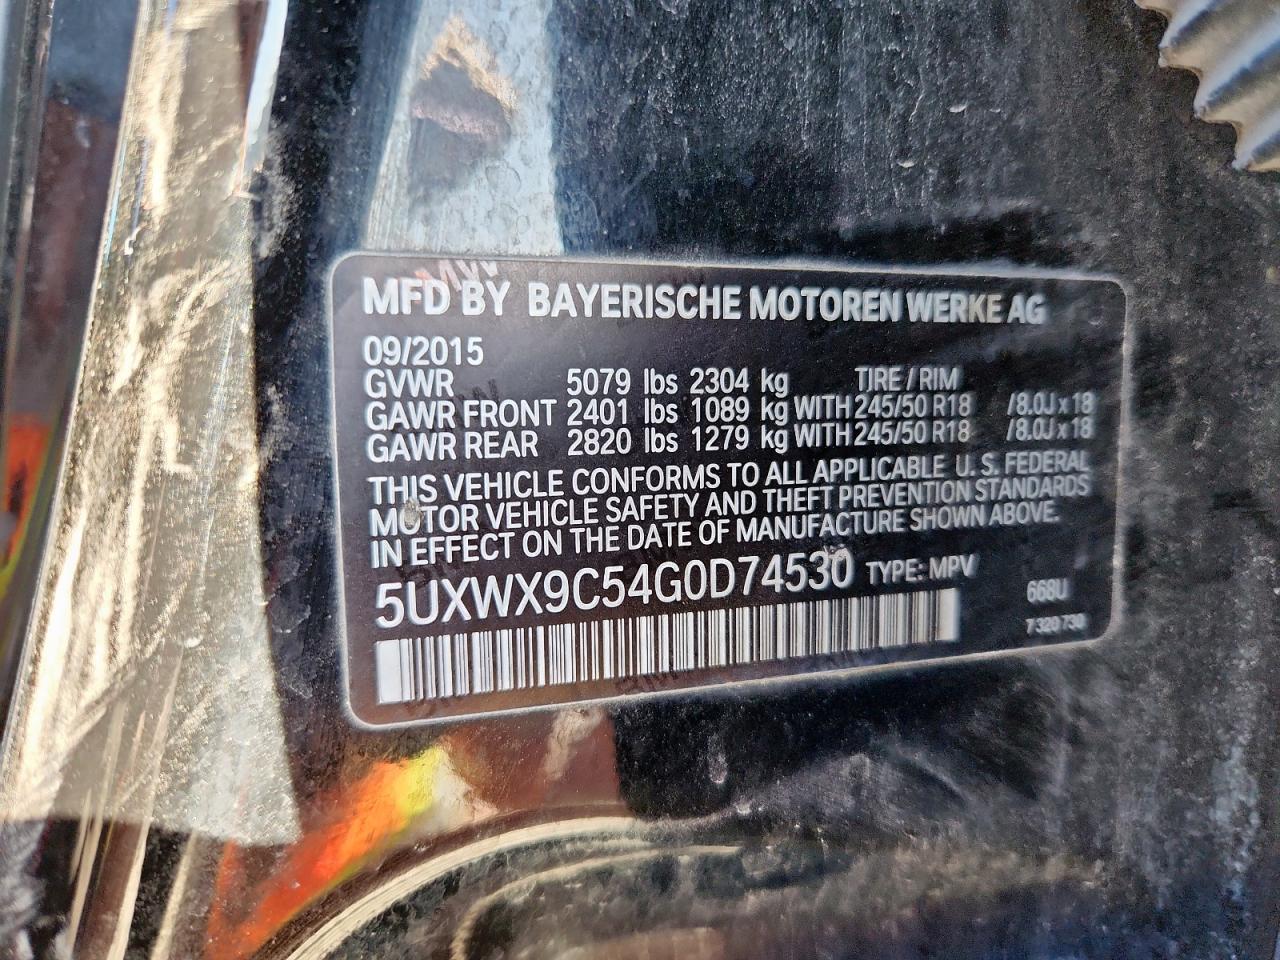 MFD BY BAYERISCHE MOTOREN WERKE AG
09/2015
GVWR 5079 lbs 2304 kg TIRE / RIM
GAWR FRONT 2401 lbs 1089 kg WITH 245/50 R18 /8.0J x 18
GAWR REAR 2820 lbs 1279 kg WITH 245/50 R18 /8.0J x 18
THIS VEHICLE CONFORMS TO ALL APPLICABLE U.S. FEDERAL
MOTOR VEHICLE SAFETY AND THEFT PREVENTION STANDARDS
IN EFFECT ON THE DATE OF MANUFACTURE SHOWN ABOVE.
5UXWX9C54G0D74530 TYPE: MPV
668U
7 320 730